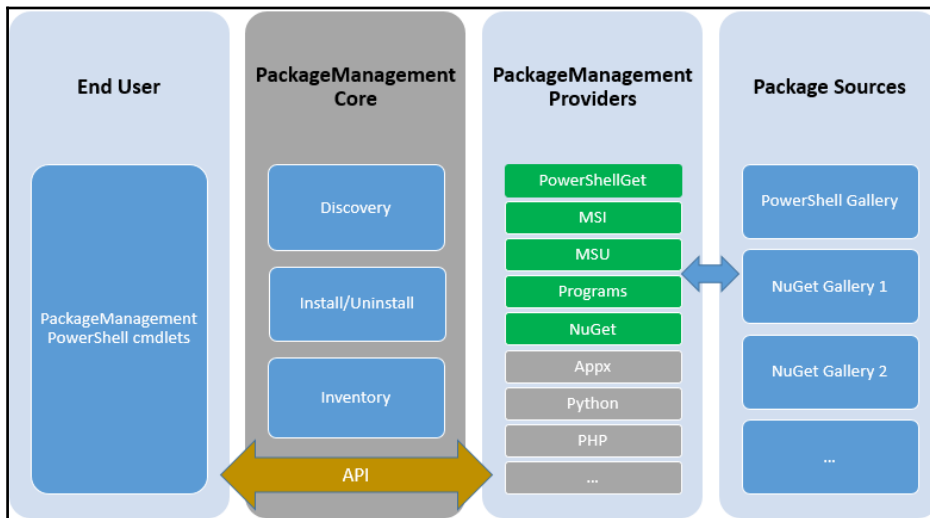 End User
PackageManagement
PowerShell cmdlets
PackageManagement
Core
Discovery
Install/Uninstall
Inventory
API
PackageManagement
Providers
PowerShellGet
MSI
MSU
Programs
NuGet
Appx
Python
PHP
...
Package Sources
PowerShell Gallery
NuGet Gallery 1
NuGet Gallery 2
...